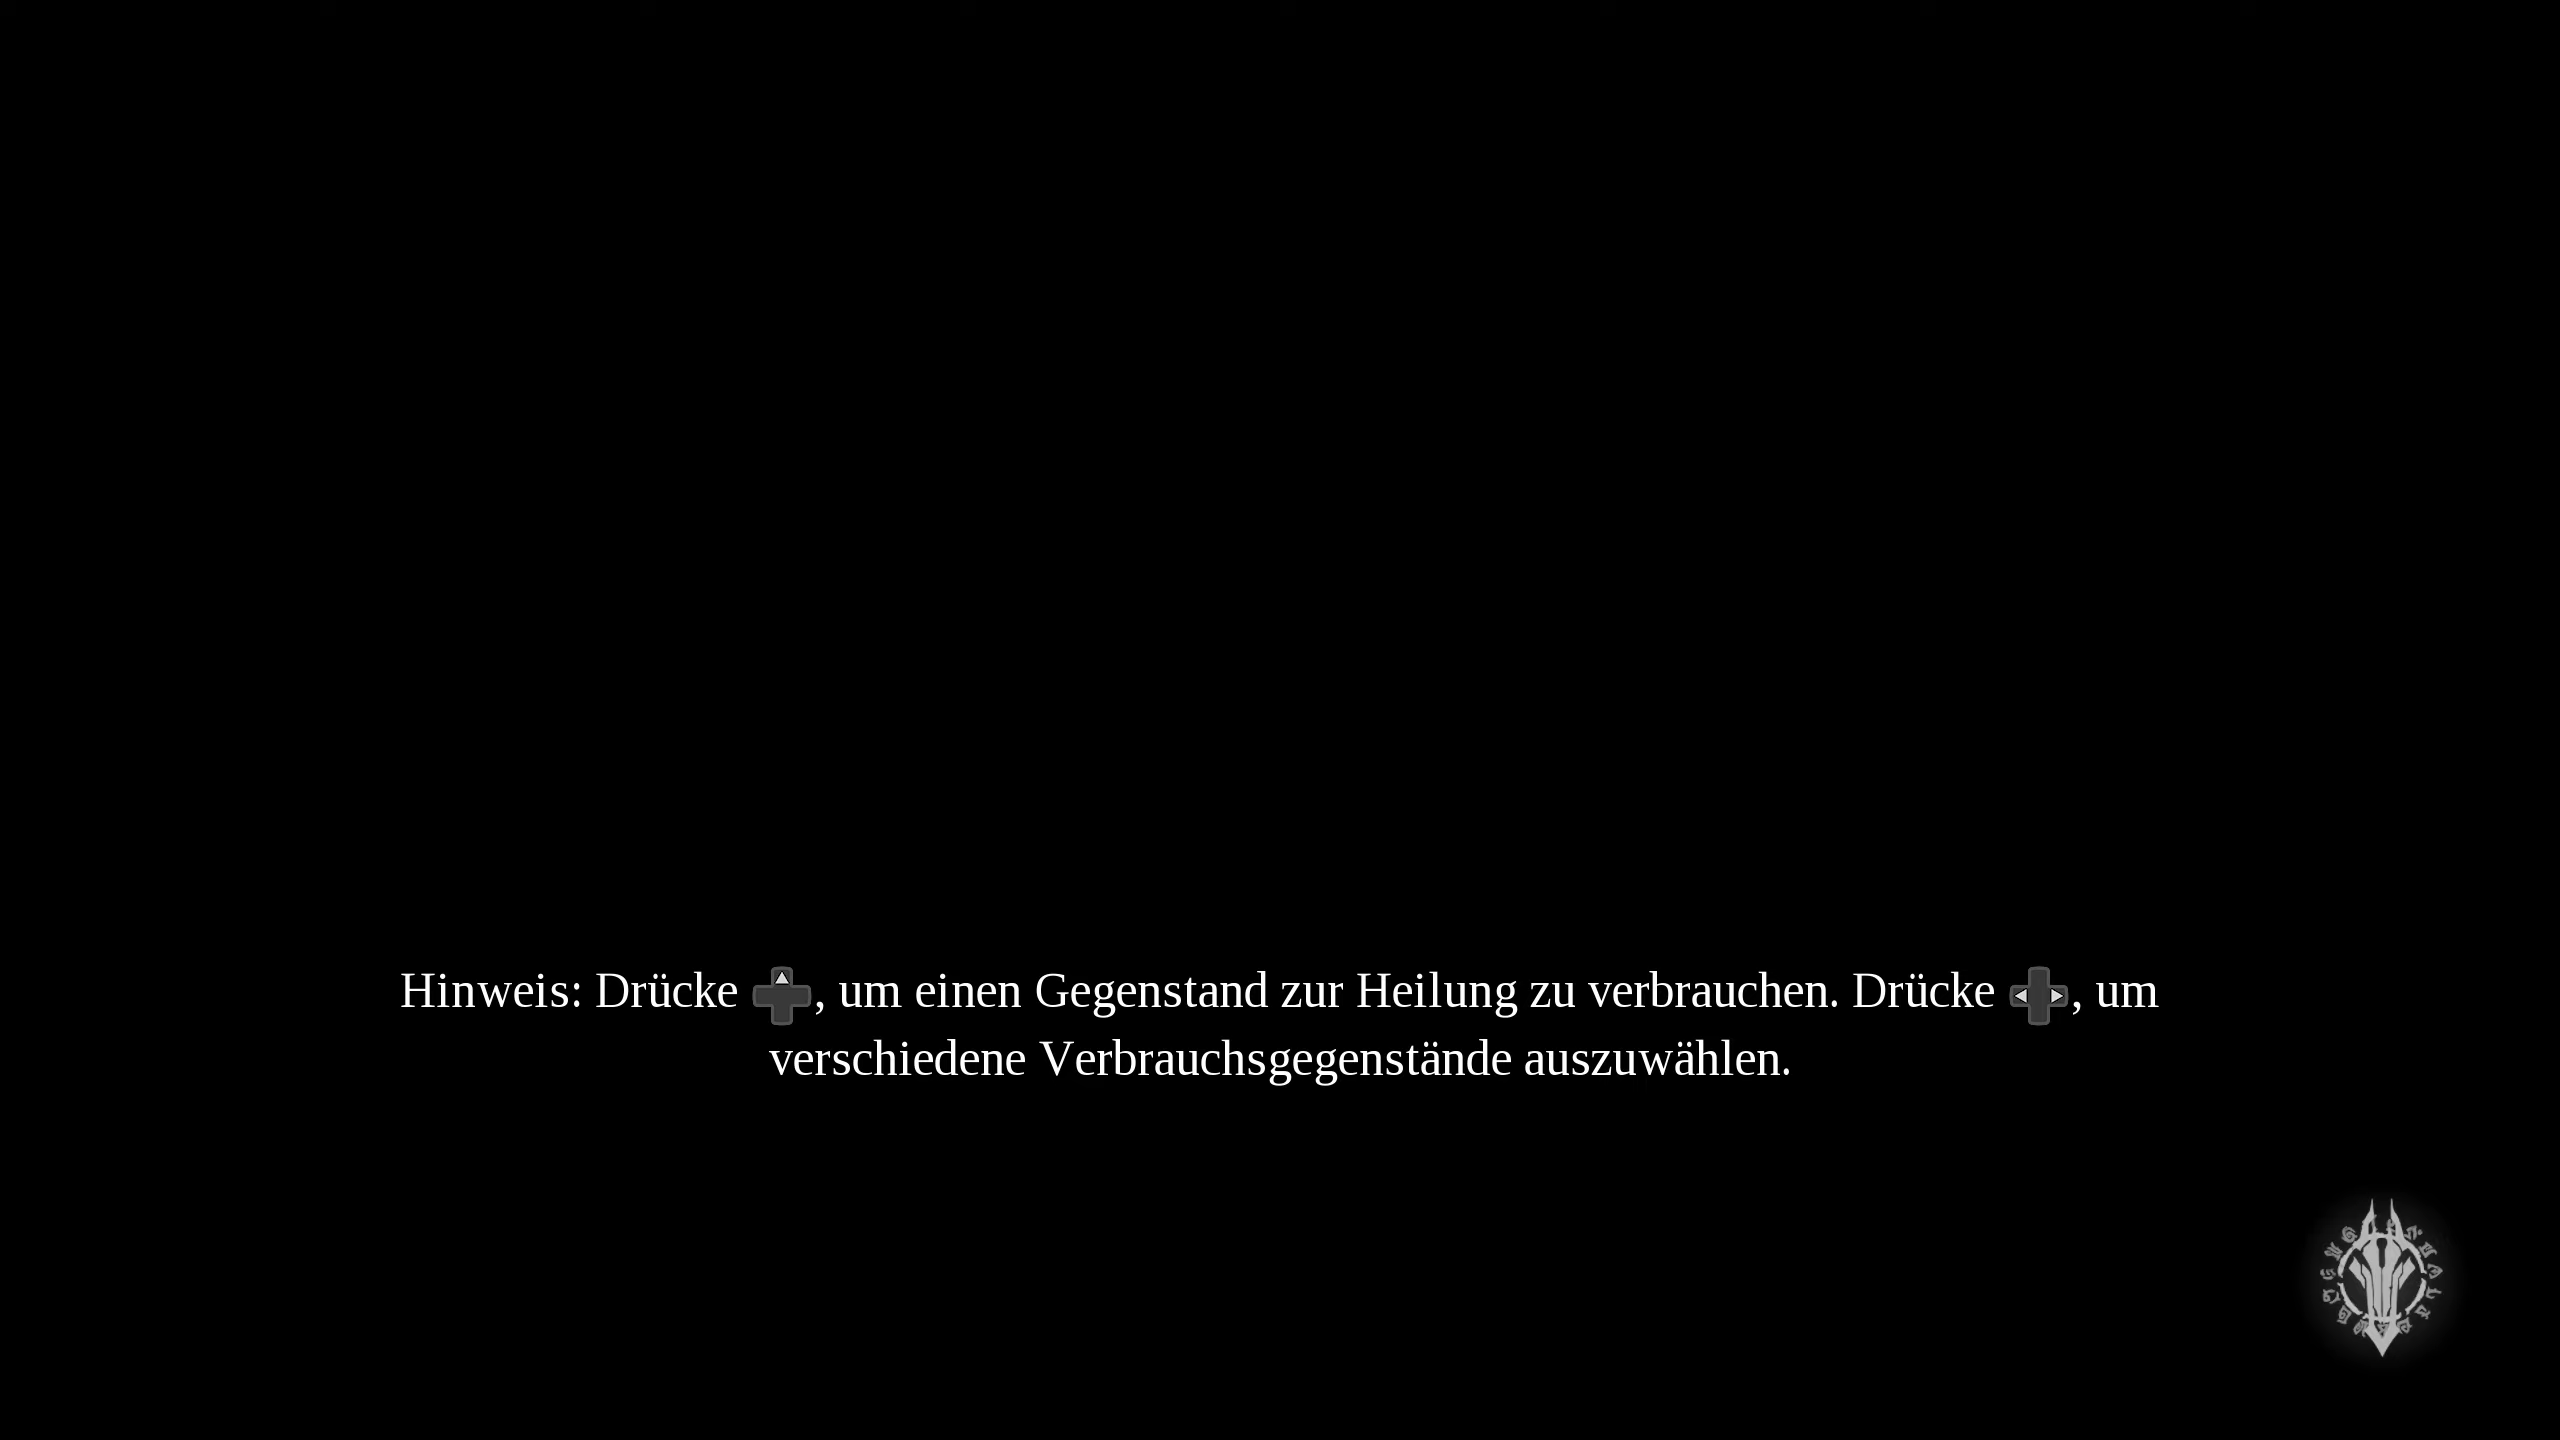 Hinweis: Drücke , um einen Gegenstand zur Heilung zu verbrauchen. Drücke , um
verschiedene Verbrauchsgegenstände auszuwählen.